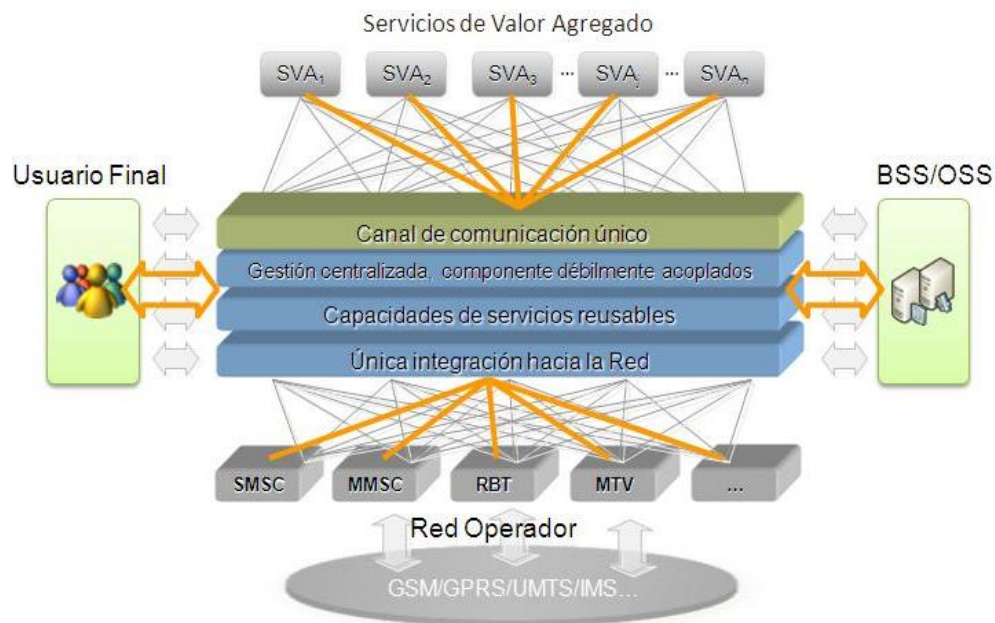 Servicios de Valor Agregado
SVA₁ SVA₂ SVA₃ ... SVAⱼ ... SVAₙ
Usuario Final
BSS/OSS
Canal de comunicación único
Gestión centralizada, componente débilmente acoplados
Capacidades de servicios reusables
Única integración hacia la Red
SMSC MMSC RBT MTV ...
Red Operador
GSM/GPRS/UMTS/IMS...